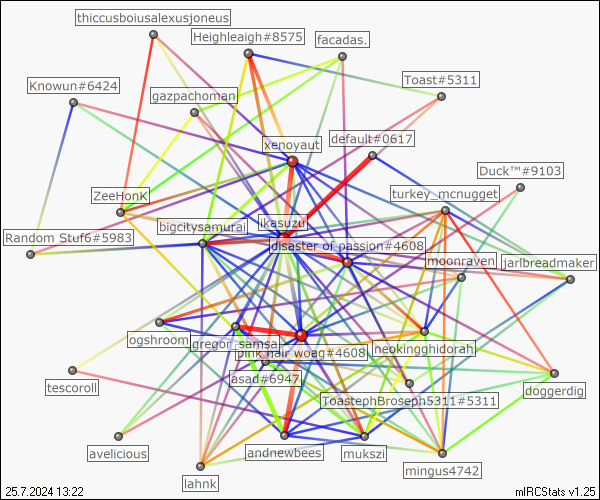 thiccusboiusalexusjoneus
Heighleaigh#8575
facadas.
Toast#5311
Knowun#6424
gazpachoman
default#0617
xenoyaut
Duck™#9103
ZeeHonK
turkey_mcnugget
ikasuzu
bigcitysamurai
Random Stuf6#5983
disaster of passion#4608
moonraven
jarlbreadmaker
ogshroom
gregor_samsa
neokingghidorah
pink hair woag#4608
asad#6947
tescoroll
doggerdig
ToastephBroseph5311#5311
avelicious
andnewbees
mukszi
lahnk
mingus4742
25.7.2024 13:22
mIRCStats v1.25